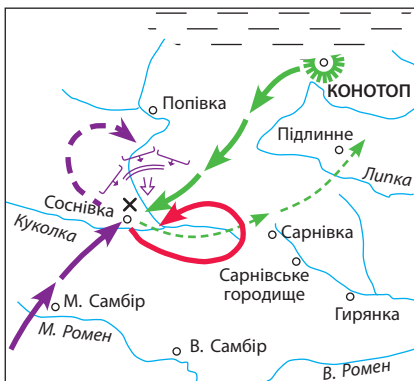 КОНОТОП
Попівка
Підлинне
Липка
Соснівка
Куколка
Сарнівка
Сарнівське
городище
Гирянка
М. Самбір
М. Ромен
В. Самбір
В. Ромен